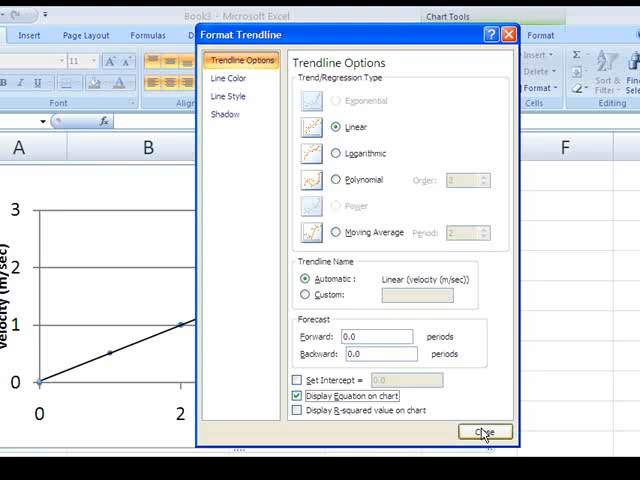 Book3 - Microsoft Excel
Chart Tools
Insert
Page Layout
Formulas
Format
11
Insert
Delete
Format
Sort &
Find &
Filter
Select
Font
Cells
Editing
fx
A
B
F
Format Trendline
Trendline Options
Line Color
Line Style
Shadow
Trendline Options
Trend/Regression Type
Exponential
Linear
Logarithmic
Polynomial
Order: 2
Power
Moving Average
Period: 2
Trendline Name
Automatic : Linear (velocity (m/sec))
Custom:
Forecast
Forward: 0.0 periods
Backward: 0.0 periods
Set Intercept = 0.0
Display Equation on chart
Display R-squared value on chart
3
2
1
0
0
2
velocity (m/sec)